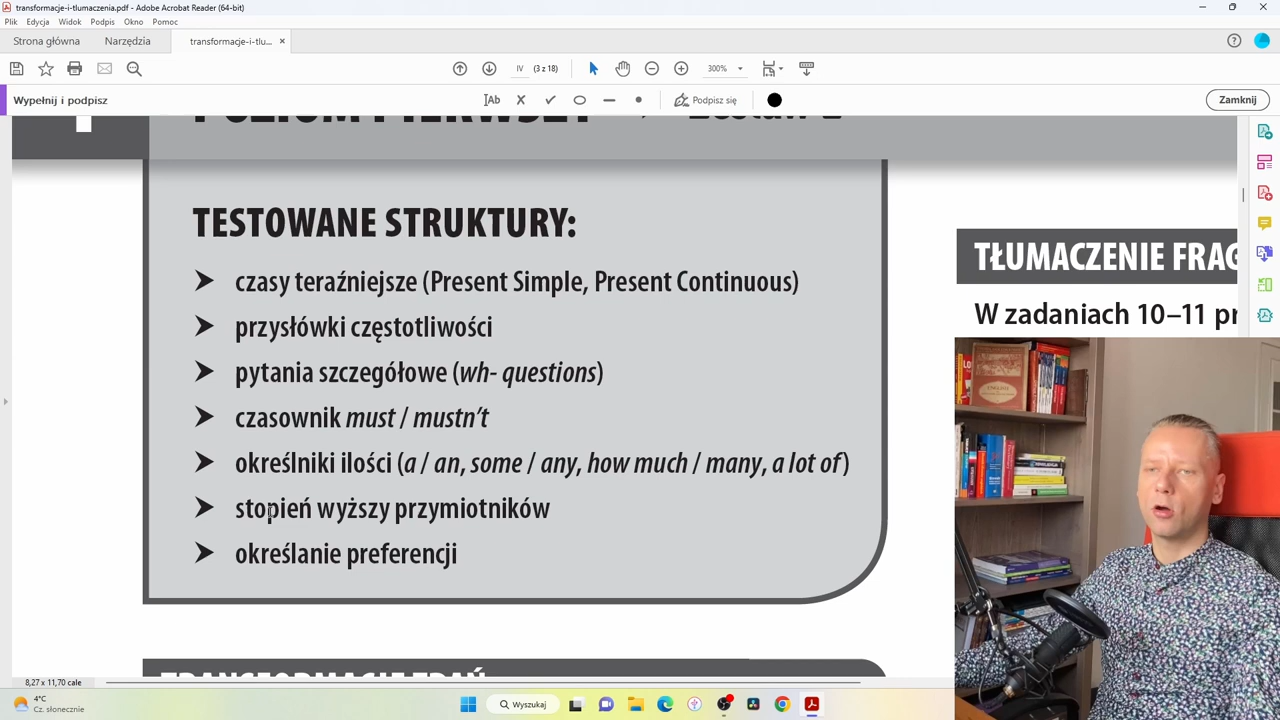 transformacje-i-tlumaczenia.pdf - Adobe Acrobat Reader (64-bit)
Plik Edycja Widok Podpis Okno Pomoc
Strona główna Narzędzia transformacje-i-tlu...
IV (3 z 18) 300%
Wypełnij i podpisz Ab Podpisz się Zamknij
TESTOWANE STRUKTURY:
czasy teraźniejsze (Present Simple, Present Continuous)
przysłówki częstotliwości
pytania szczegółowe (wh- questions)
czasownik must / mustn't
określniki ilości (a / an, some / any, how much / many, a lot of)
stopień wyższy przymiotników
określanie preferencji
TŁUMACZENIE FRAG
W zadaniach 10–11 pr
8,27 x 11,70 cale
4°C
Cz. słonecznie
Wyszukaj